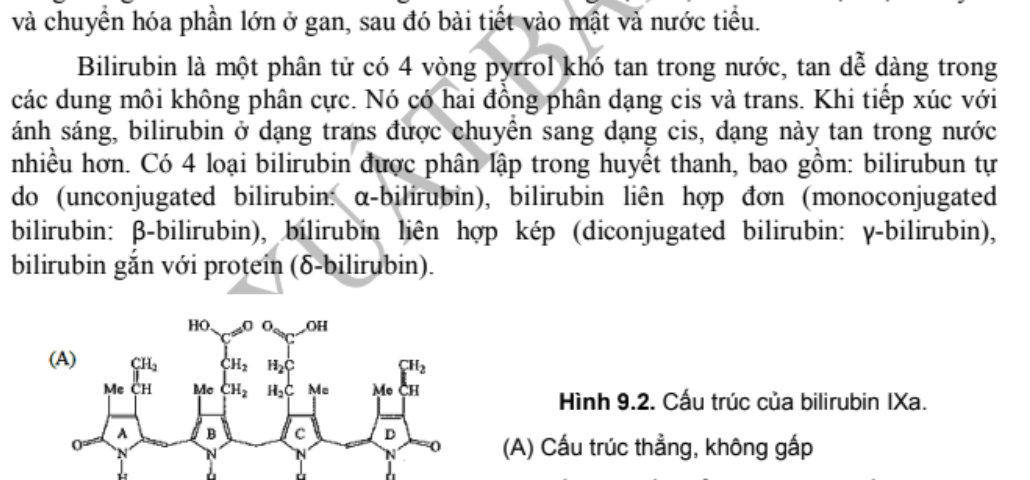 và chuyển hóa phần lớn ở gan, sau đó bài tiết vào mật và nước tiểu.
Bilirubin là một phân tử có 4 vòng pyrrol khó tan trong nước, tan dễ dàng trong
các dung môi không phân cực. Nó có hai đồng phân dạng cis và trans. Khi tiếp xúc với
ánh sáng, bilirubin ở dạng trans được chuyển sang dạng cis, dạng này tan trong nước
nhiều hơn. Có 4 loại bilirubin được phân lập trong huyết thanh, bao gồm: bilirubun tự
do (unconjugated bilirubin: α-bilirubin), bilirubin liên hợp đơn (monoconjugated
bilirubin: β-bilirubin), bilirubin liên hợp kép (diconjugated bilirubin: γ-bilirubin),
bilirubin gắn với protein (δ-bilirubin).
XUẤT BẢ
(A)
HO O O OH
C C
CH₂ CH₂ H₂C CH₂
Me CH Me CH₂ H₂C Me Me CH
A B C D
O O
N N N N
H H H H
Hình 9.2. Cấu trúc của bilirubin IXa.
(A) Cấu trúc thẳng, không gấp